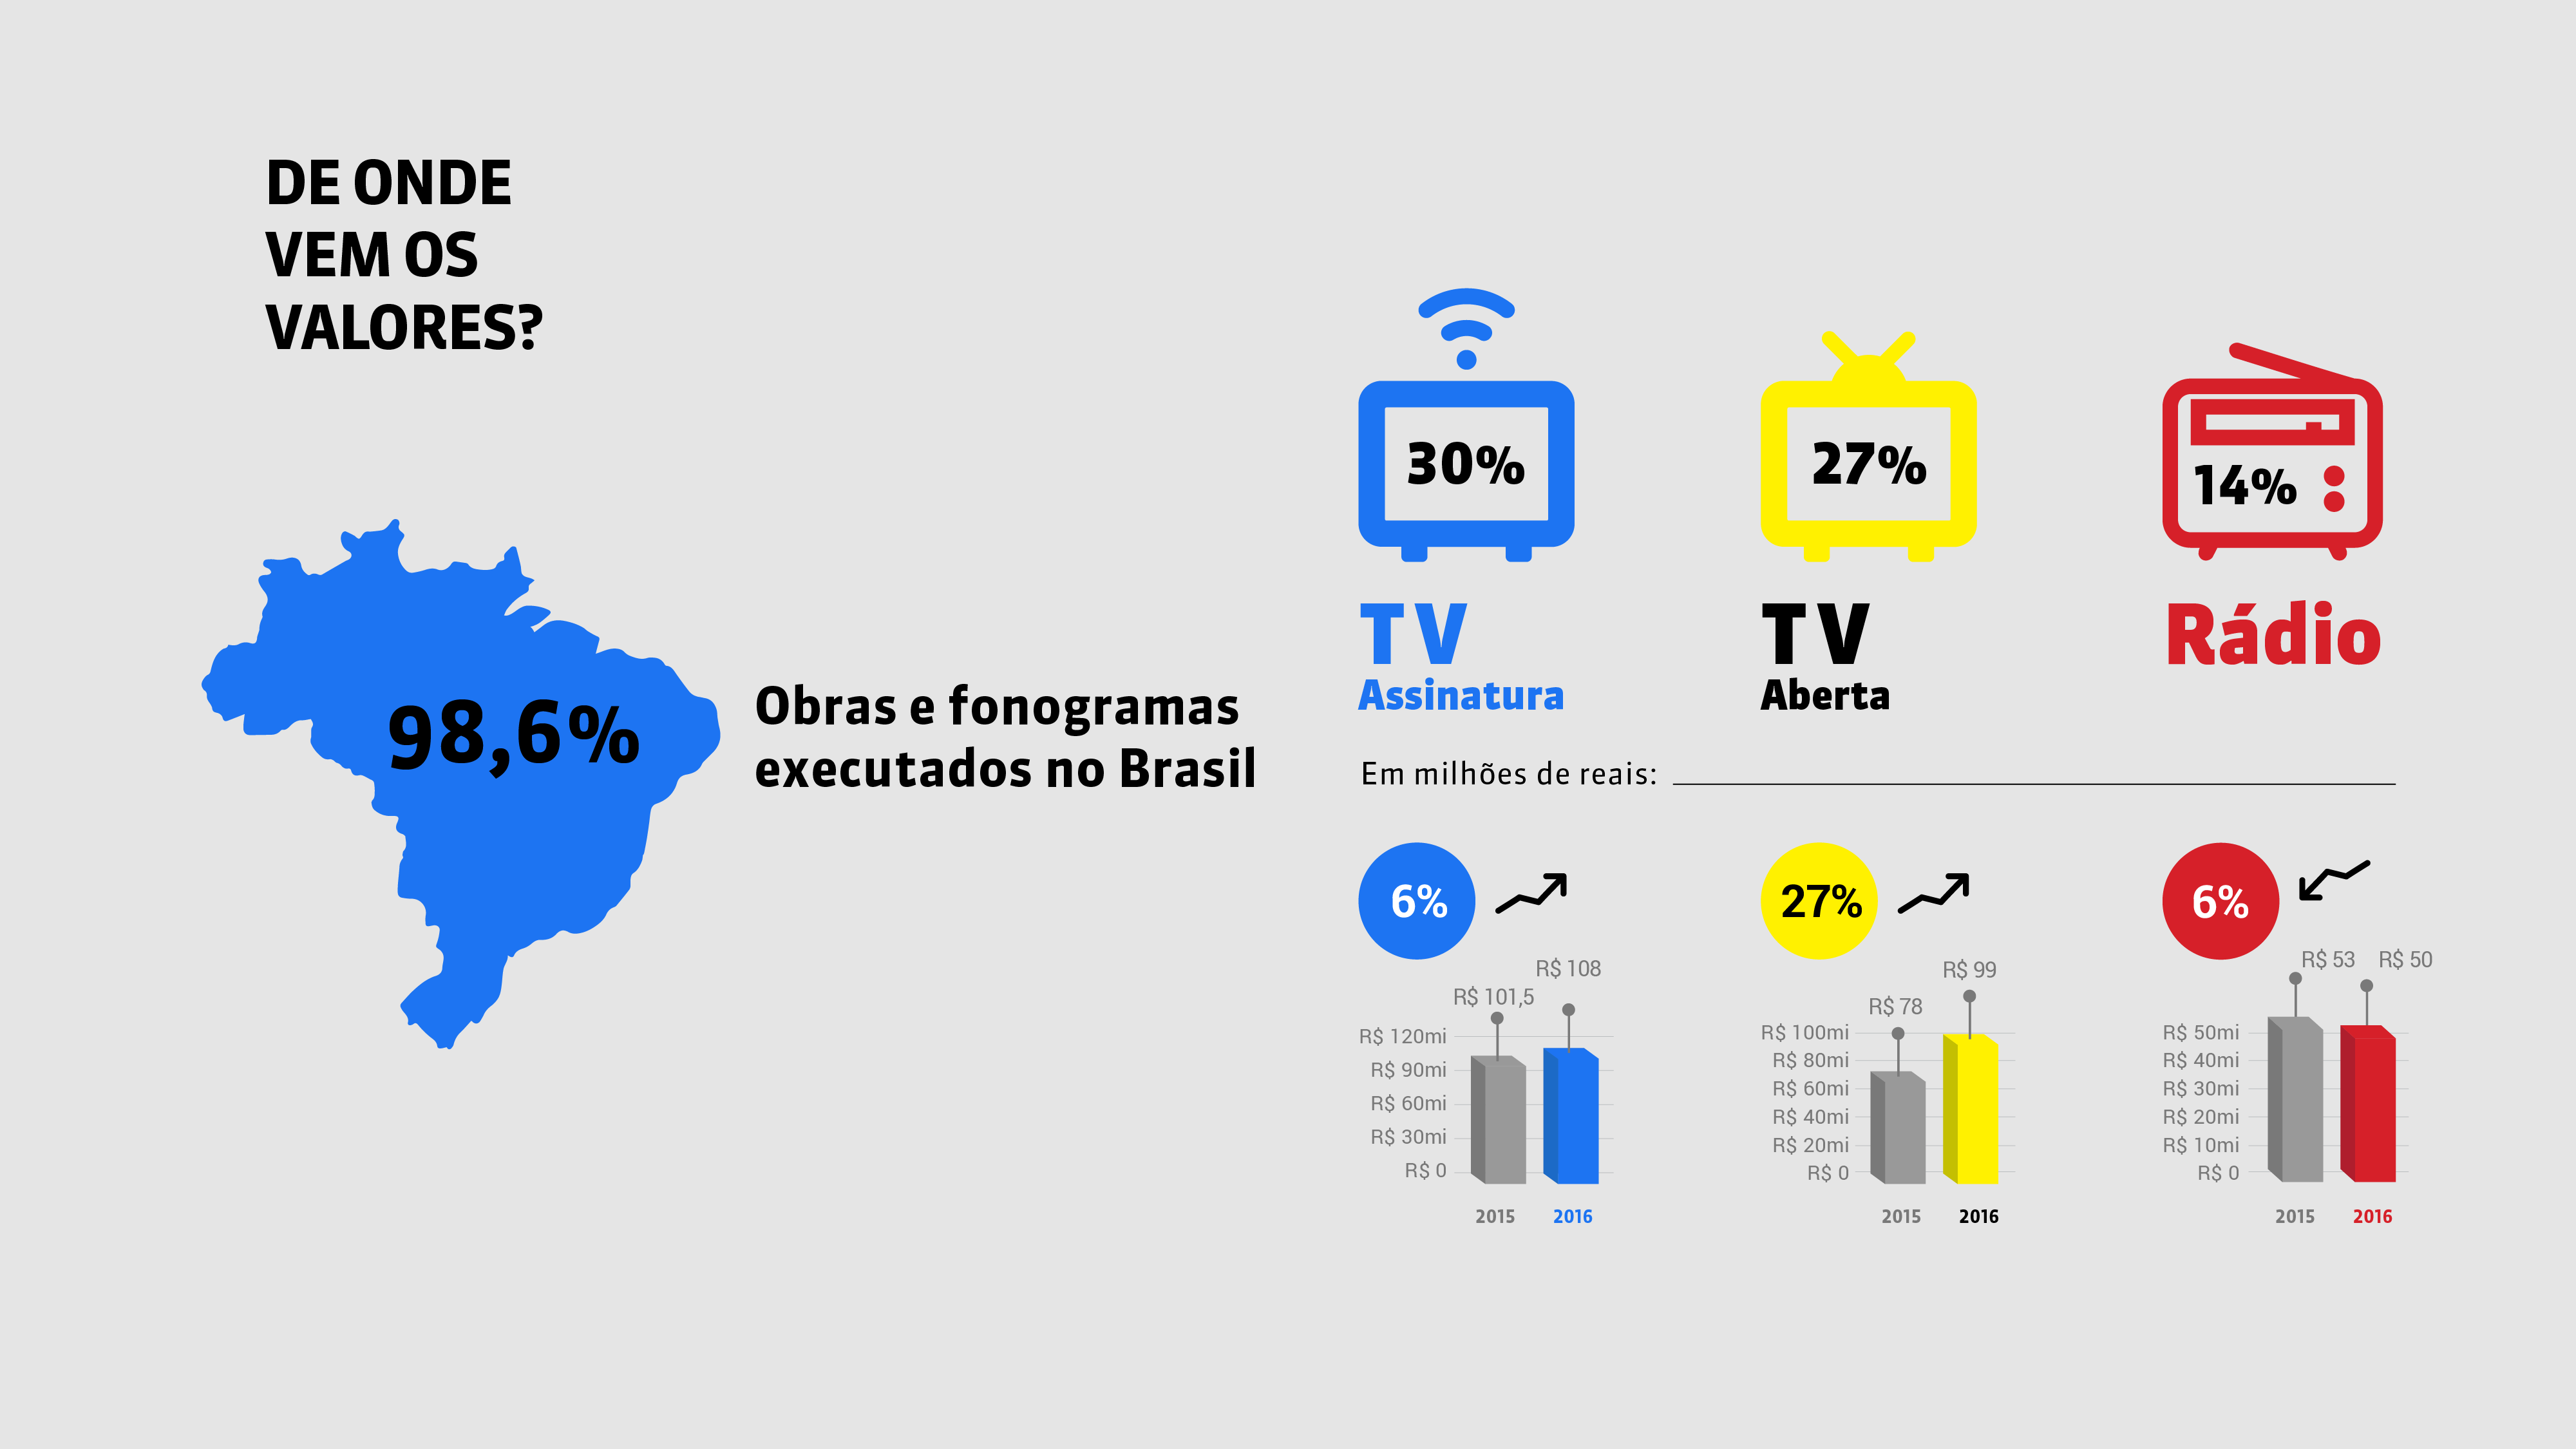 DE ONDE
VEM OS
VALORES?
98,6%
Obras e fonogramas
executados no Brasil
30%
TV
Assinatura
27%
TV
Aberta
14%
Rádio
Em milhões de reais:
6%
R$ 101,5
R$ 108
R$ 120mi
R$ 90mi
R$ 60mi
R$ 30mi
R$ 0
2015
2016
27%
R$ 78
R$ 99
R$ 100mi
R$ 80mi
R$ 60mi
R$ 40mi
R$ 20mi
R$ 0
2015
2016
6%
R$ 53
R$ 50
R$ 50mi
R$ 40mi
R$ 30mi
R$ 20mi
R$ 10mi
R$ 0
2015
2016